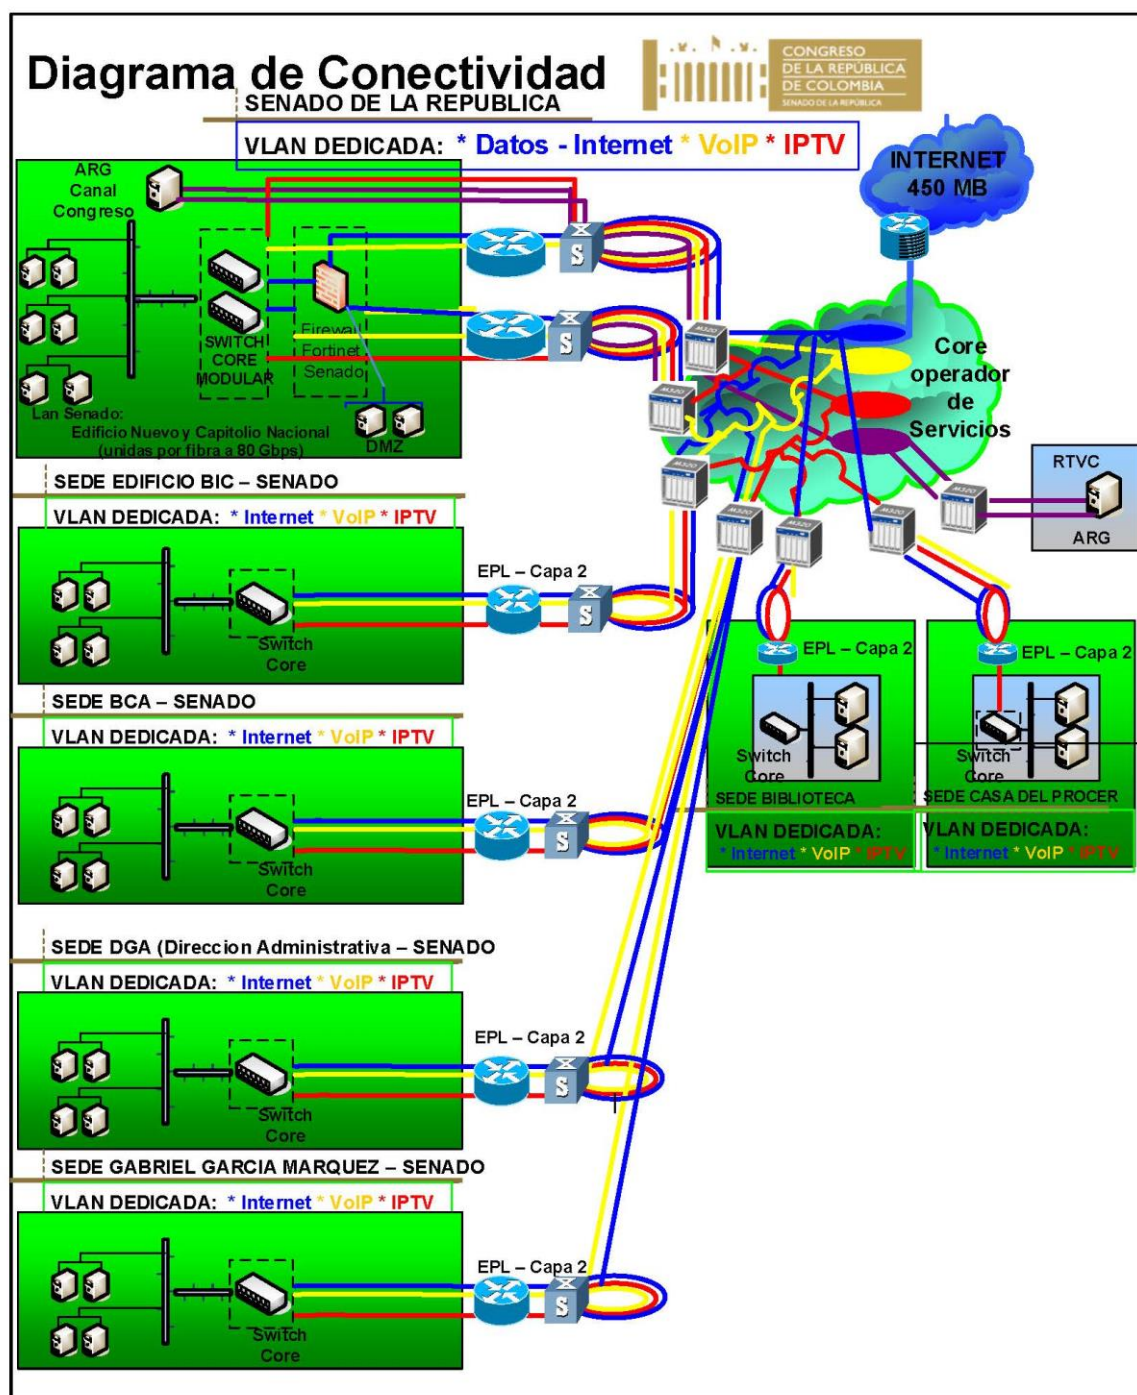 Diagrama de Conectividad
CONGRESO
DE LA REPÚBLICA
DE COLOMBIA
SENADO DE LA REPÚBLICA
SENADO DE LA REPUBLICA
VLAN DEDICADA: * Datos - Internet * VoIP * IPTV
INTERNET
450 MB
ARG
Canal
Congreso
S
SWITCH
CORE
MODULAR
Firewall
Fortinet
Senado
S
Lan Senado:
Edificio Nuevo y Capitolio Nacional
(unidas por fibra a 80 Gbps)
DMZ
M320
M320
M320
M320
M320
M320
M320
Core
operador
de
Servicios
RTVC
ARG
SEDE EDIFICIO BIC – SENADO
VLAN DEDICADA: * Internet * VoIP * IPTV
EPL – Capa 2
S
Switch
Core
EPL – Capa 2
EPL – Capa 2
Switch
Core
Switch
Core
SEDE BIBLIOTECA
SEDE CASA DEL PROCER
VLAN DEDICADA:
* Internet * VoIP * IPTV
VLAN DEDICADA:
* Internet * VoIP * IPTV
SEDE BCA – SENADO
VLAN DEDICADA: * Internet * VoIP * IPTV
EPL – Capa 2
S
Switch
Core
SEDE DGA (Direccion Administrativa – SENADO
VLAN DEDICADA: * Internet * VoIP * IPTV
EPL – Capa 2
S
Switch
Core
SEDE GABRIEL GARCIA MARQUEZ – SENADO
VLAN DEDICADA: * Internet * VoIP * IPTV
EPL – Capa 2
S
Switch
Core